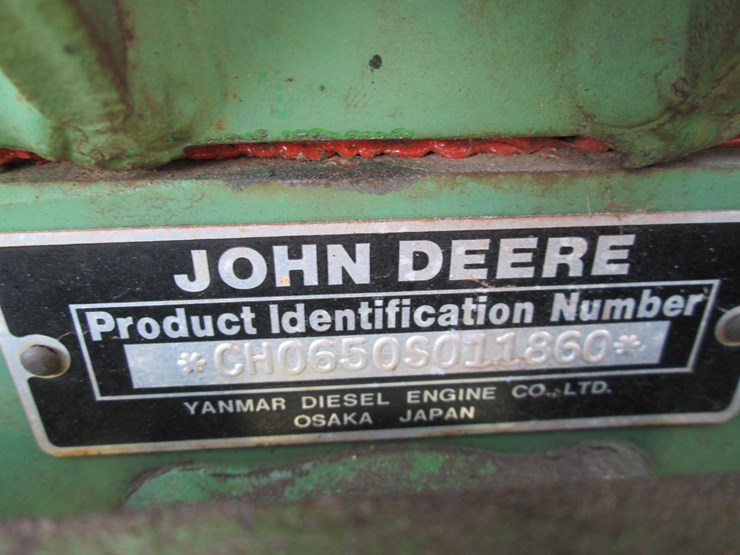 JOHN DEERE
Product Identification Number
*CH0650S011860*
YANMAR DIESEL ENGINE CO.,LTD.
OSAKA JAPAN